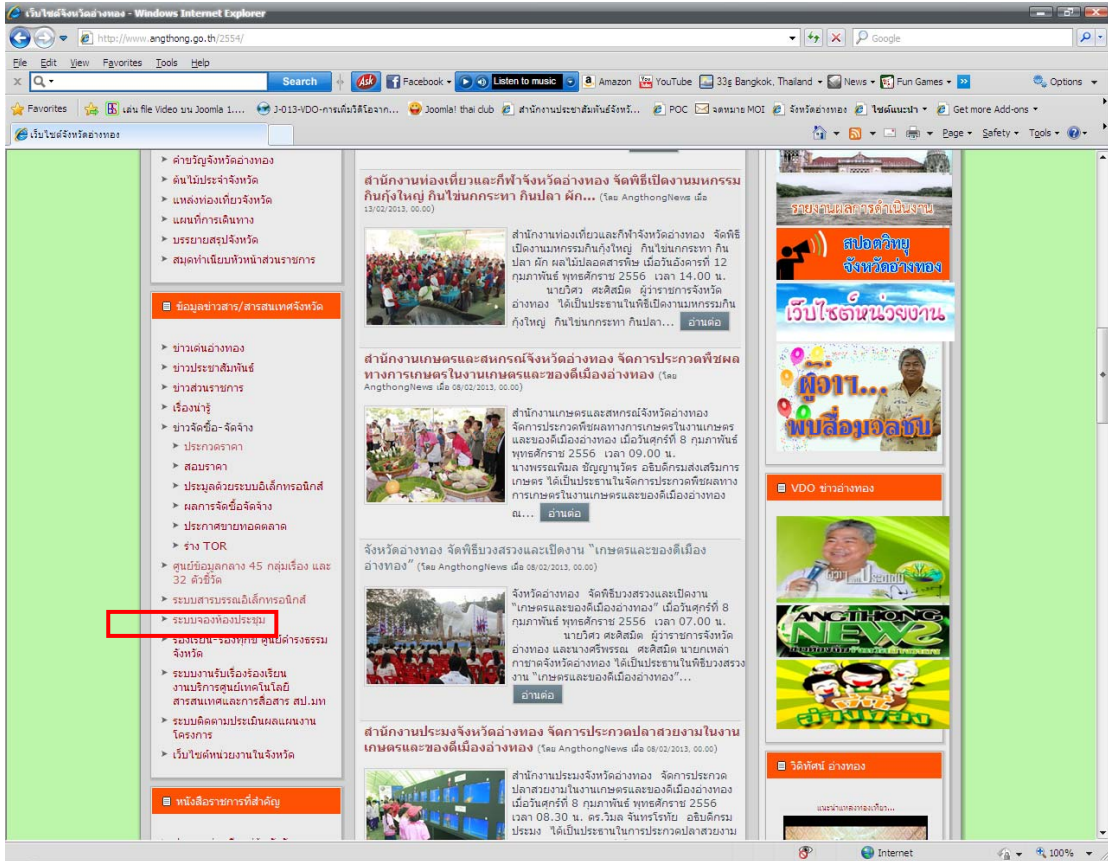 เว็บไซต์จังหวัดอ่างทอง - Windows Internet Explorer
http://www.angthong.go.th/2554/
Google
File Edit View Favorites Tools Help
Search
Ask
Facebook
Listen to music
Amazon
YouTube
33° Bangkok, Thailand
News
Fun Games
Options
Favorites
เล่น file Video บน Joomla 1....
J-013-VDO-การเพิ่มวิดีโอจาก...
Joomla! thai club
สำนักงานประชาสัมพันธ์จังหวั...
POC
จดหมาย MOI
จังหวัดอ่างทอง
ไซต์แนะนำ
Get more Add-ons
เว็บไซต์จังหวัดอ่างทอง
Page Safety Tools
คำขวัญจังหวัดอ่างทอง
ต้นไม้ประจำจังหวัด
แหล่งท่องเที่ยวจังหวัด
แผนที่การเดินทาง
บรรยายสรุปจังหวัด
สมุดทำเนียบหัวหน้าส่วนราชการ
ข้อมูลข่าวสาร/สารสนเทศจังหวัด
ข่าวเด่นอ่างทอง
ข่าวประชาสัมพันธ์
ข่าวส่วนราชการ
เรื่องน่ารู้
ข่าวจัดซื้อ-จัดจ้าง
ประกวดราคา
สอบราคา
ประมูลด้วยระบบอิเล็กทรอนิกส์
ผลการจัดซื้อจัดจ้าง
ประกาศขายทอดตลาด
ร่าง TOR
ศูนย์ข้อมูลกลาง 45 กลุ่มเรื่อง และ
32 ตัวชี้วัด
ระบบสารบรรณอิเล็กทรอนิกส์
ระบบจองห้องประชุม
ร้องเรียน-ร้องทุกข์ ศูนย์ดำรงธรรม
จังหวัด
ระบบงานรับเรื่องร้องเรียน
งานบริการศูนย์เทคโนโลยี
สารสนเทศและการสื่อสาร สป.มท
ระบบติดตามประเมินผลแผนงาน
โครงการ
เว็บไซต์หน่วยงานในจังหวัด
หนังสือราชการที่สำคัญ
สำนักงานท่องเที่ยวและกีฬาจังหวัดอ่างทอง จัดพิธีเปิดงานมหกรรม
กินกุ้งใหญ่ กินไข่นกกระทา กินปลา ผัก... (โดย AngthongNews เมื่อ
13/02/2013, 00.00)
สำนักงานท่องเที่ยวและกีฬาจังหวัดอ่างทอง จัดพิธี
เปิดงานมหกรรมกินกุ้งใหญ่ กินไข่นกกระทา กิน
ปลา ผัก ผลไม้ปลอดสารพิษ เมื่อวันอังคารที่ 12
กุมภาพันธ์ พุทธศักราช 2556 เวลา 14.00 น.
นายวิศว ศะศิสมิต ผู้ว่าราชการจังหวัด
อ่างทอง ได้เป็นประธานในพิธีเปิดงานมหกรรมกิน
กุ้งใหญ่ กินไข่นกกระทา กินปลา... อ่านต่อ
สำนักงานเกษตรและสหกรณ์จังหวัดอ่างทอง จัดการประกวดพืชผล
ทางการเกษตรในงานเกษตรและของดีเมืองอ่างทอง (โดย
AngthongNews เมื่อ 08/02/2013, 00.00)
สำนักงานเกษตรและสหกรณ์จังหวัดอ่างทอง
จัดการประกวดพืชผลทางการเกษตรในงานเกษตร
และของดีเมืองอ่างทอง เมื่อวันศุกร์ที่ 8 กุมภาพันธ์
พุทธศักราช 2556 เวลา 09.00 น.
นางพรรณพิมล ชัญญานุวัตร อธิบดีกรมส่งเสริมการ
เกษตร ได้เป็นประธานในจัดการประกวดพืชผลทาง
การเกษตรในงานเกษตรและของดีเมืองอ่างทอง
ณ... อ่านต่อ
จังหวัดอ่างทอง จัดพิธีบวงสรวงและเปิดงาน "เกษตรและของดีเมือง
อ่างทอง" (โดย AngthongNews เมื่อ 08/02/2013, 00.00)
จังหวัดอ่างทอง จัดพิธีบวงสรวงและเปิดงาน
"เกษตรและของดีเมืองอ่างทอง" เมื่อวันศุกร์ที่ 8
กุมภาพันธ์ พุทธศักราช 2556 เวลา 07.00 น.
นายวิศว ศะศิสมิต ผู้ว่าราชการจังหวัด
อ่างทอง และนางศรีพรรณ ศะศิสมิต นายกเหล่า
กาชาดจังหวัดอ่างทอง ได้เป็นประธานในพิธีบวงสรวง
งาน "เกษตรและของดีเมืองอ่างทอง"...
อ่านต่อ
สำนักงานประมงจังหวัดอ่างทอง จัดการประกวดปลาสวยงามในงาน
เกษตรและของดีเมืองอ่างทอง (โดย AngthongNews เมื่อ 08/02/2013, 00.00)
สำนักงานประมงจังหวัดอ่างทอง จัดการประกวด
ปลาสวยงามในงานเกษตรและของดีเมืองอ่างทอง
เมื่อวันศุกร์ที่ 8 กุมภาพันธ์ พุทธศักราช 2556
เวลา 08.30 น. ดร.วิมล จันทรโรทัย อธิบดีกรม
ประมง ได้เป็นประธานในการประกวดปลาสวยงาม
รายงานผลการดำเนินงาน
สปอตวิทยุ
จังหวัดอ่างทอง
เว็บไซต์หน่วยงาน
ผู้ว่าฯ...
พบสื่อมวลชน
VDO ข่าวอ่างทอง
ANGTHONG
NEWS
วิดีทัศน์ อ่างทอง
แนะนำแหล่งท่องเที่ยว...
Internet
100%